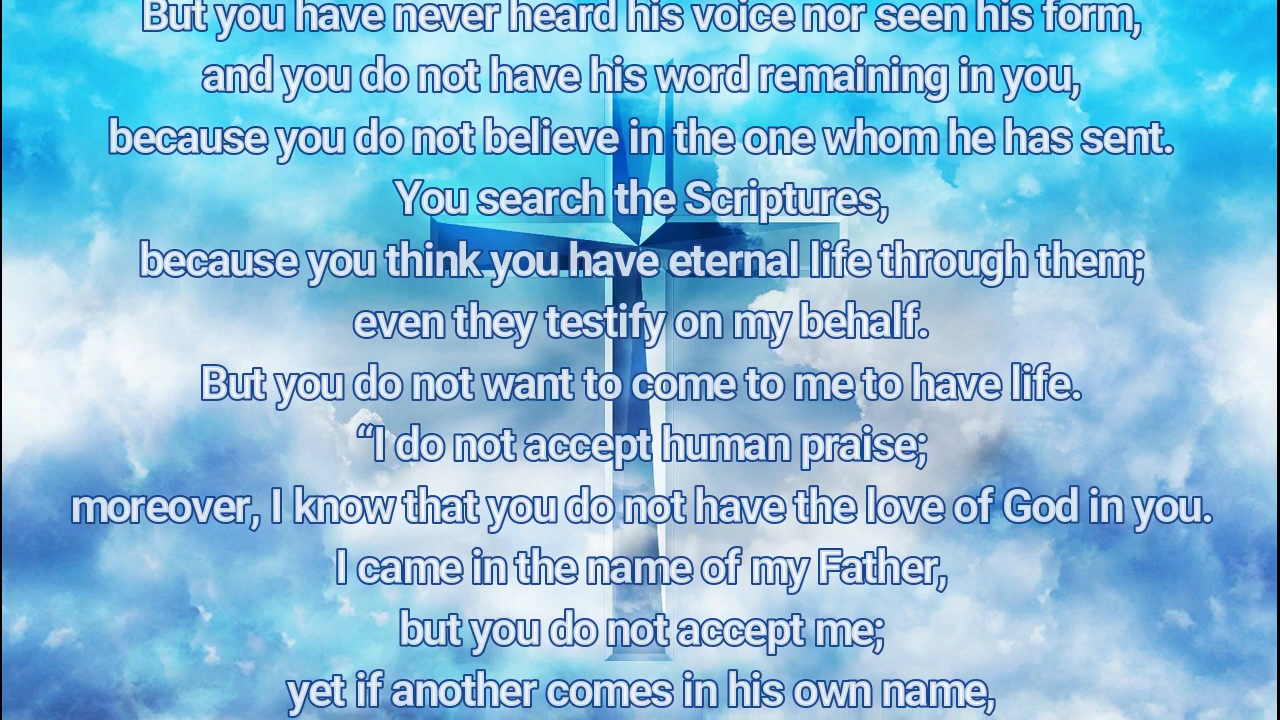 But you have never heard his voice nor seen his form,
and you do not have his word remaining in you,
because you do not believe in the one whom he has sent.
You search the Scriptures,
because you think you have eternal life through them;
even they testify on my behalf.
But you do not want to come to me to have life.
“I do not accept human praise;
moreover, I know that you do not have the love of God in you.
I came in the name of my Father,
but you do not accept me;
yet if another comes in his own name,